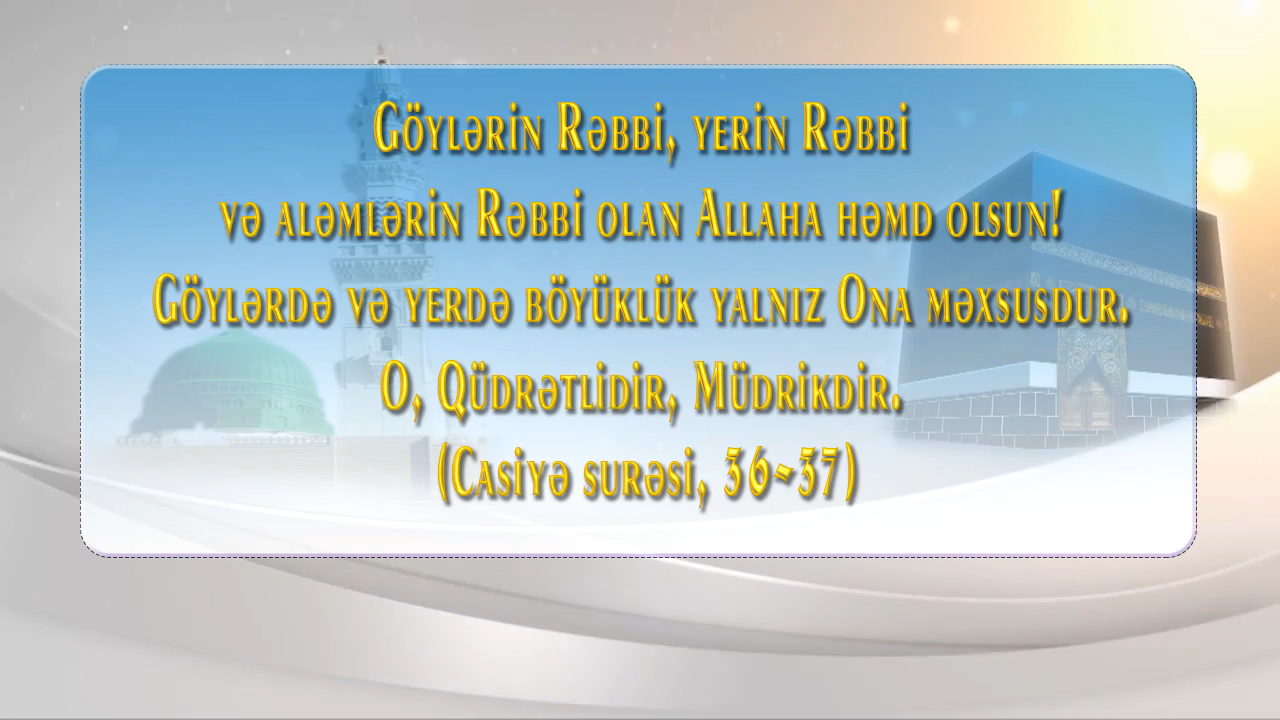 Göylərin Rəbbi, yerin Rəbbi
və aləmlərin Rəbbi olan Allaha həmd olsun!
Göylərdə və yerdə böyüklük yalnız Ona məxsusdur.
O, Qüdrətlidir, Müdrikdir.
(Casiyə surəsi, 36-37)